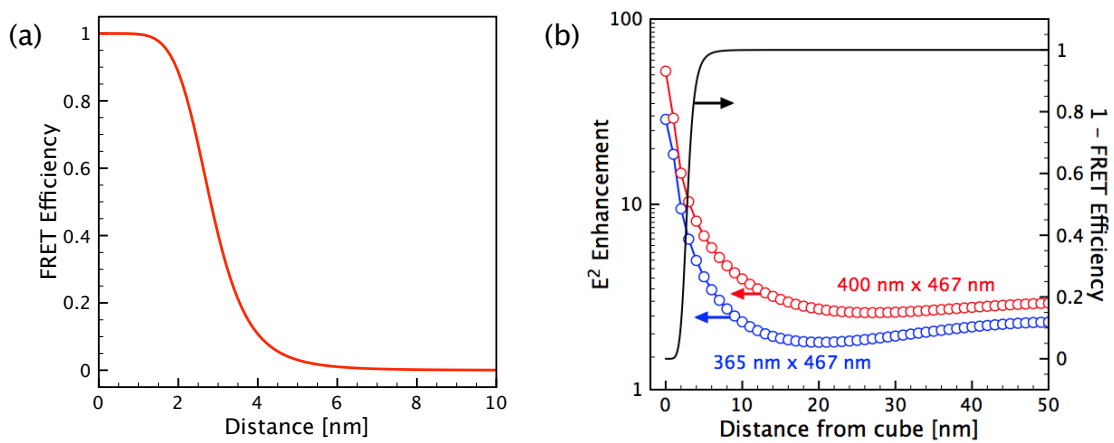 (a)
FRET Efficiency
1
0.8
0.6
0.4
0.2
0
0 2 4 6 8 10
Distance [nm]
(b)
E² Enhancement
100
10
1
400 nm x 467 nm
365 nm x 467 nm
1
0.8
0.6
0.4
0.2
0
1 – FRET Efficiency
0 10 20 30 40 50
Distance from cube [nm]